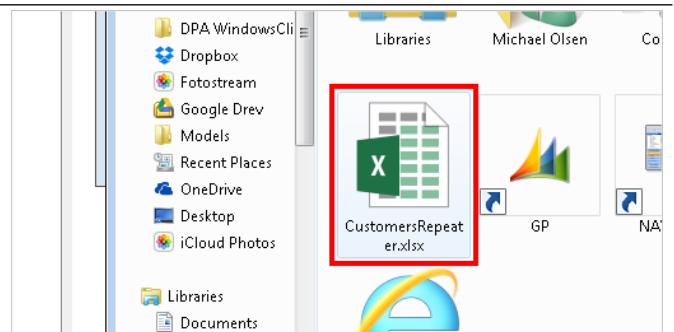 DPA WindowsCli
Dropbox
Fotostream
Google Drev
Models
Recent Places
OneDrive
Desktop
iCloud Photos
Libraries
Documents
Libraries
Michael Olsen
Co
X
CustomersRepeat
er.xlsx
GP
NA